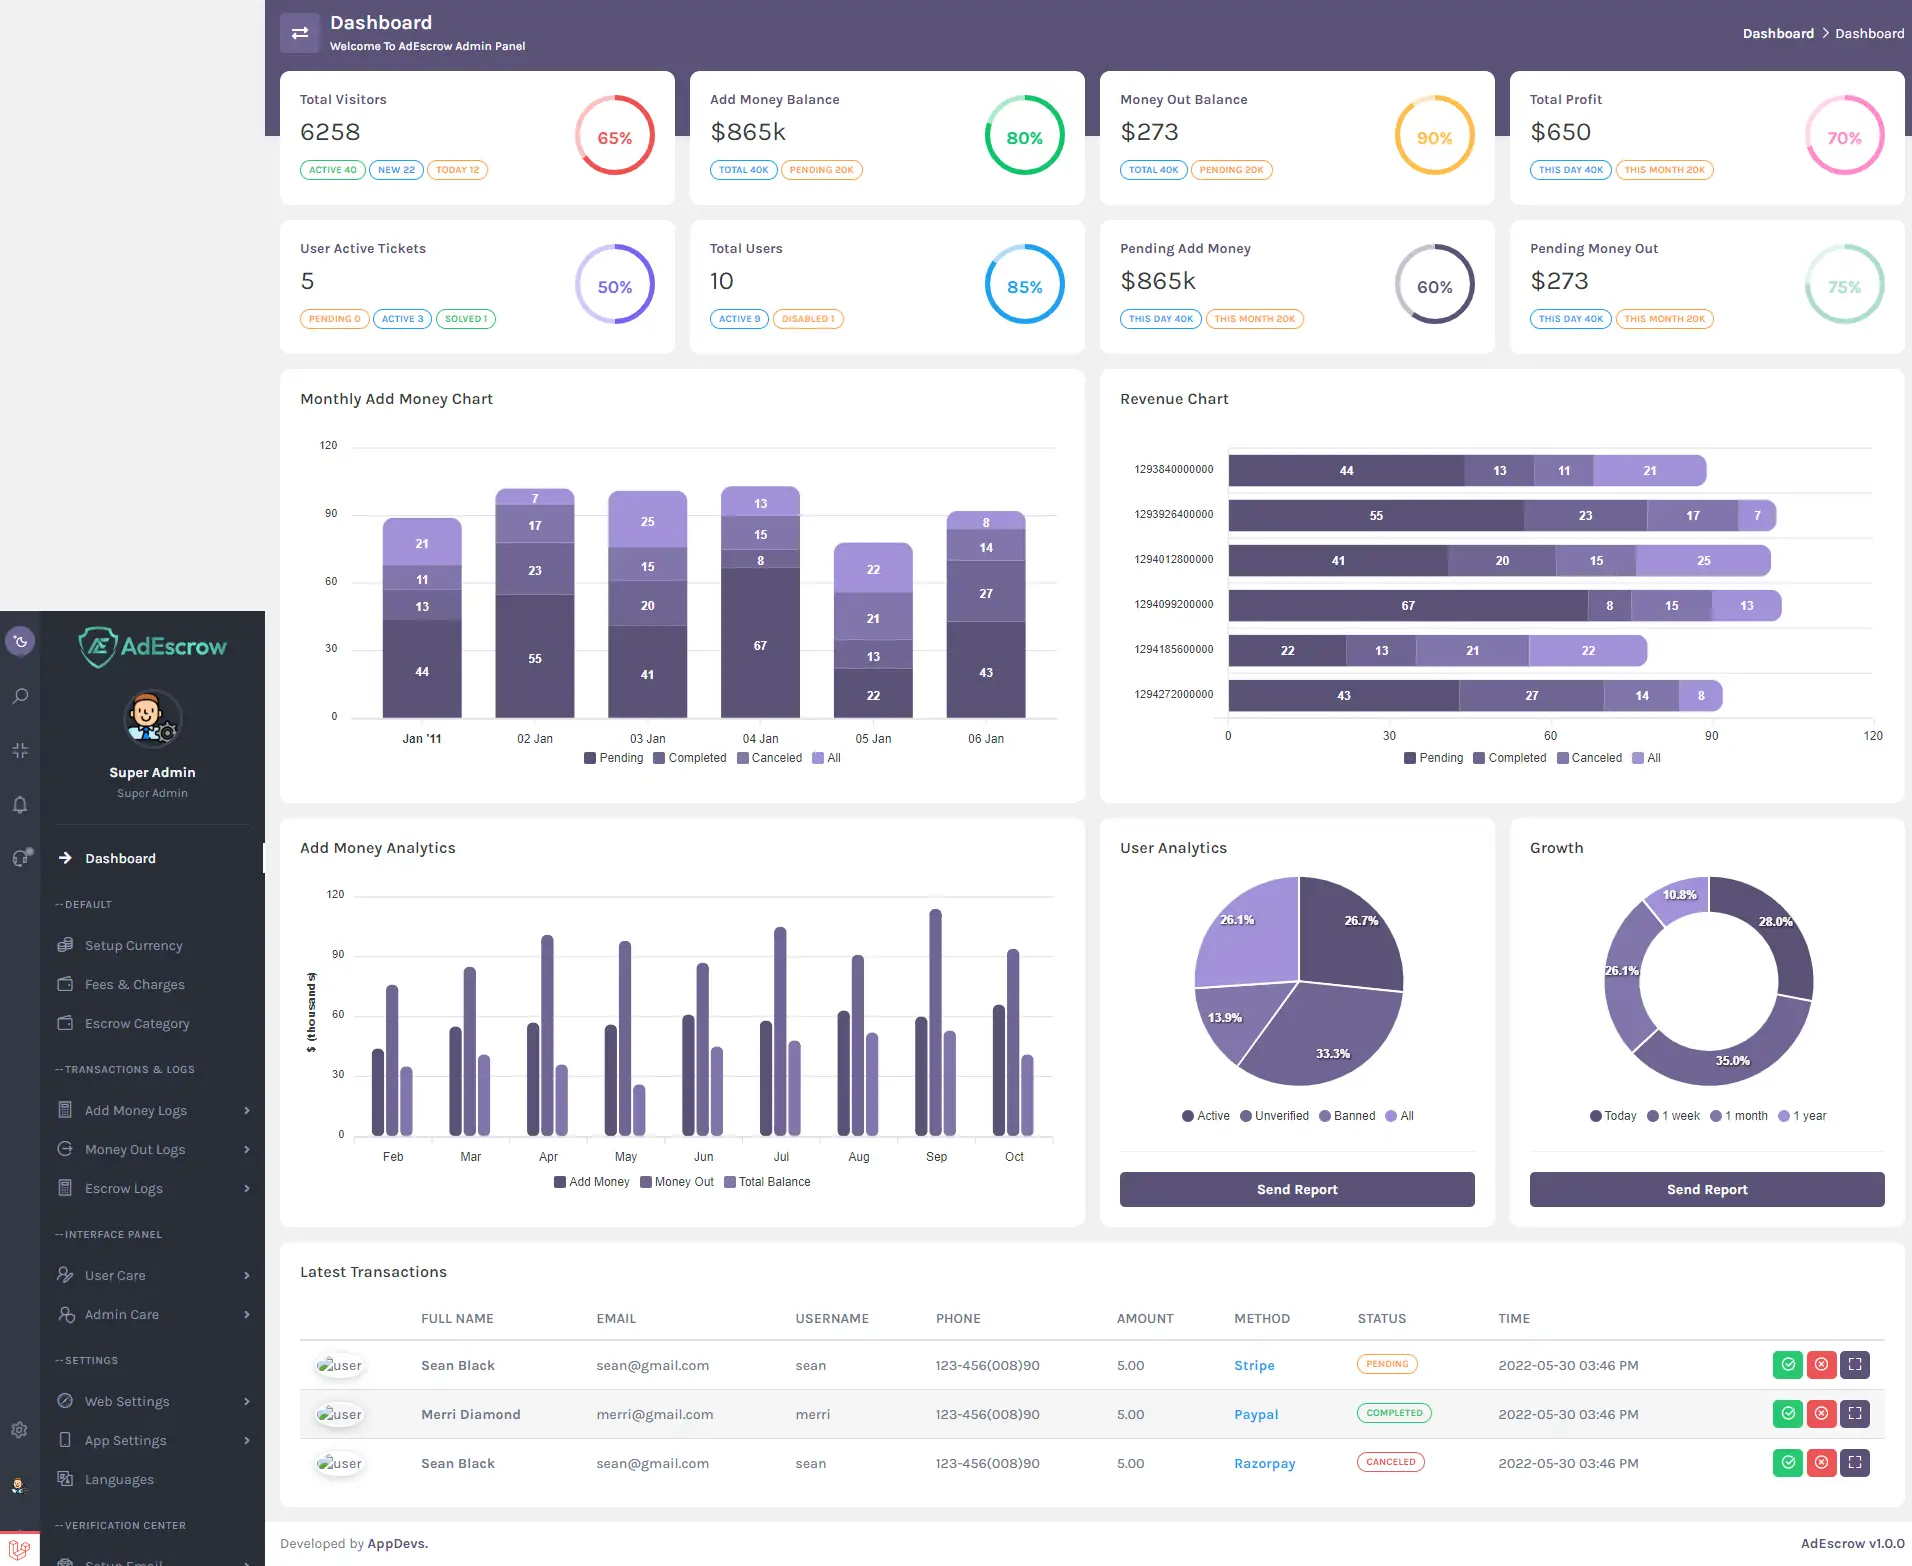 Dashboard
Welcome To AdEscrow Admin Panel
Dashboard > Dashboard
Total Visitors
6258
ACTIVE 40 NEW 22 TODAY 12
65%
Add Money Balance
$865k
TOTAL 40K PENDING 20K
80%
Money Out Balance
$273
TOTAL 40K PENDING 20K
90%
Total Profit
$650
THIS DAY 40K THIS MONTH 20K
70%
User Active Tickets
5
PENDING 0 ACTIVE 3 SOLVED 1
50%
Total Users
10
ACTIVE 9 DISABLED 1
85%
Pending Add Money
$865k
THIS DAY 40K THIS MONTH 20K
60%
Pending Money Out
$273
THIS DAY 40K THIS MONTH 20K
75%
Monthly Add Money Chart
120
90
60
30
0
21
11
13
44
7
17
23
55
25
15
20
41
13
15
8
67
22
21
13
22
8
14
27
43
Jan '11 02 Jan 03 Jan 04 Jan 05 Jan 06 Jan
Pending Completed Canceled All
Revenue Chart
1293840000000 44 13 11 21
1293926400000 55 23 17 7
1294012800000 41 20 15 25
1294099200000 67 8 15 13
1294185600000 22 13 21 22
1294272000000 43 27 14 8
0 30 60 90 120
Pending Completed Canceled All
AdEscrow
Super Admin
Super Admin
Dashboard
--DEFAULT
Setup Currency
Fees & Charges
Escrow Category
--TRANSACTIONS & LOGS
Add Money Logs
Money Out Logs
Escrow Logs
--INTERFACE PANEL
User Care
Admin Care
--SETTINGS
Web Settings
App Settings
Languages
--VERIFICATION CENTER
Setup Email
Add Money Analytics
$ (thousands)
120
90
60
30
0
Feb Mar Apr May Jun Jul Aug Sep Oct
Add Money Money Out Total Balance
User Analytics
26.1% 26.7%
13.9%
33.3%
Active Unverified Banned All
Send Report
Growth
10.8%
28.0%
26.1%
35.0%
Today 1 week 1 month 1 year
Send Report
Latest Transactions
FULL NAME EMAIL USERNAME PHONE AMOUNT METHOD STATUS TIME
user Sean Black sean@gmail.com sean 123-456(008)90 5.00 Stripe PENDING 2022-05-30 03:46 PM
user Merri Diamond merri@gmail.com merri 123-456(008)90 5.00 Paypal COMPLETED 2022-05-30 03:46 PM
user Sean Black sean@gmail.com sean 123-456(008)90 5.00 Razorpay CANCELED 2022-05-30 03:46 PM
Developed by AppDevs.
AdEscrow v1.0.0